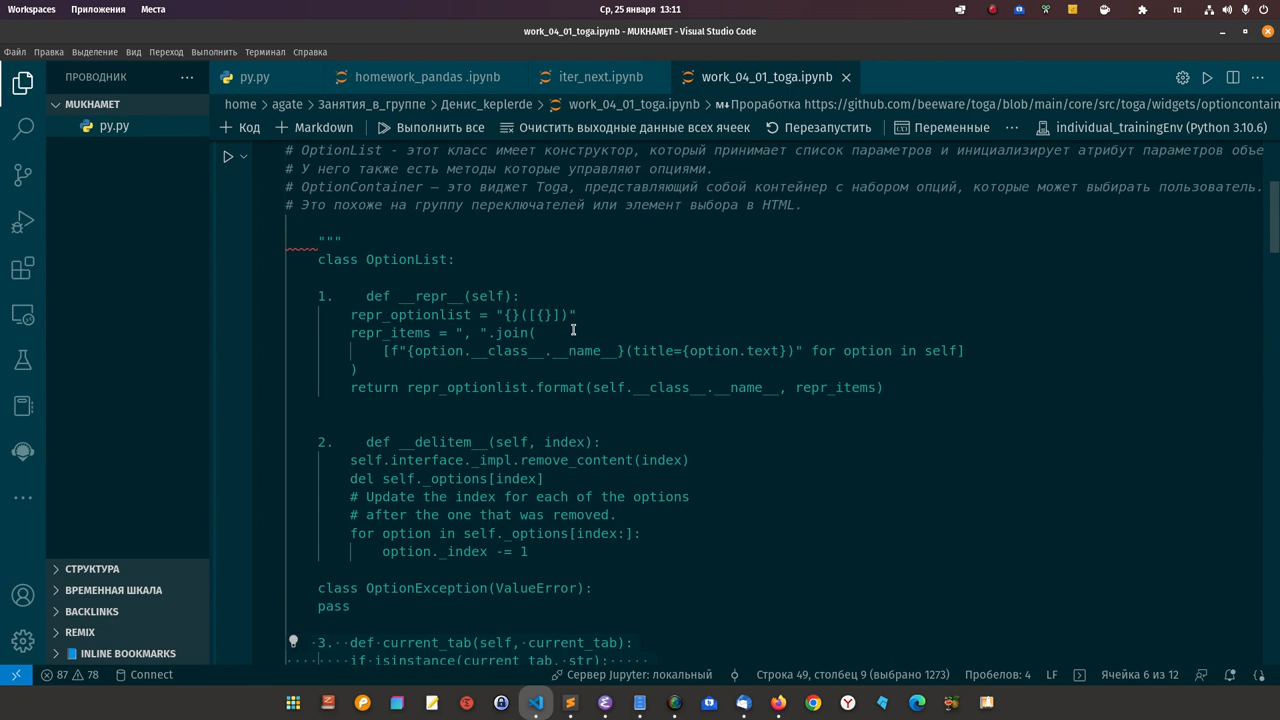 Workspaces Приложения Места Ср, 25 января 13:11 ru
work_04_01_toga.ipynb - MUKHAMET - Visual Studio Code
Файл Правка Выделение Вид Переход Выполнить Терминал Справка
ПРОВОДНИК ··· py.py homework_pandas .ipynb iter_next.ipynb work_04_01_toga.ipynb
MUKHAMET home > agate > Занятия_в_группе > Денис_keplerde > work_04_01_toga.ipynb > Проработка https://github.com/beeware/toga/blob/main/core/src/toga/widgets/optioncontain
py.py + Код + Markdown Выполнить все Очистить выходные данные всех ячеек Перезапустить Переменные ··· individual_trainingEnv (Python 3.10.6)
# OptionList - этот класс имеет конструктор, который принимает список параметров и инициализирует атрибут параметров объе
# У него также есть методы которые управляют опциями.
# OptionContainer — это виджет Toga, представляющий собой контейнер с набором опций, которые может выбирать пользователь.
# Это похоже на группу переключателей или элемент выбора в HTML.
"""
class OptionList:
1. def __repr__(self):
repr_optionlist = "{}([{}])"
repr_items = ", ".join(
[f"{option.__class__.__name__}(title={option.text})" for option in self]
)
return repr_optionlist.format(self.__class__.__name__, repr_items)
2. def __delitem__(self, index):
self.interface._impl.remove_content(index)
del self._options[index]
# Update the index for each of the options
# after the one that was removed.
for option in self._options[index:]:
option._index -= 1
class OptionException(ValueError):
pass
3. def current_tab(self, current_tab):
if isinstance(current_tab, str):
СТРУКТУРА
ВРЕМЕННАЯ ШКАЛА
BACKLINKS
REMIX
INLINE BOOKMARKS
87 78 Connect Сервер Jupyter: локальный Строка 49, столбец 9 (выбрано 1273) Пробелов: 4 LF Ячейка 6 из 12